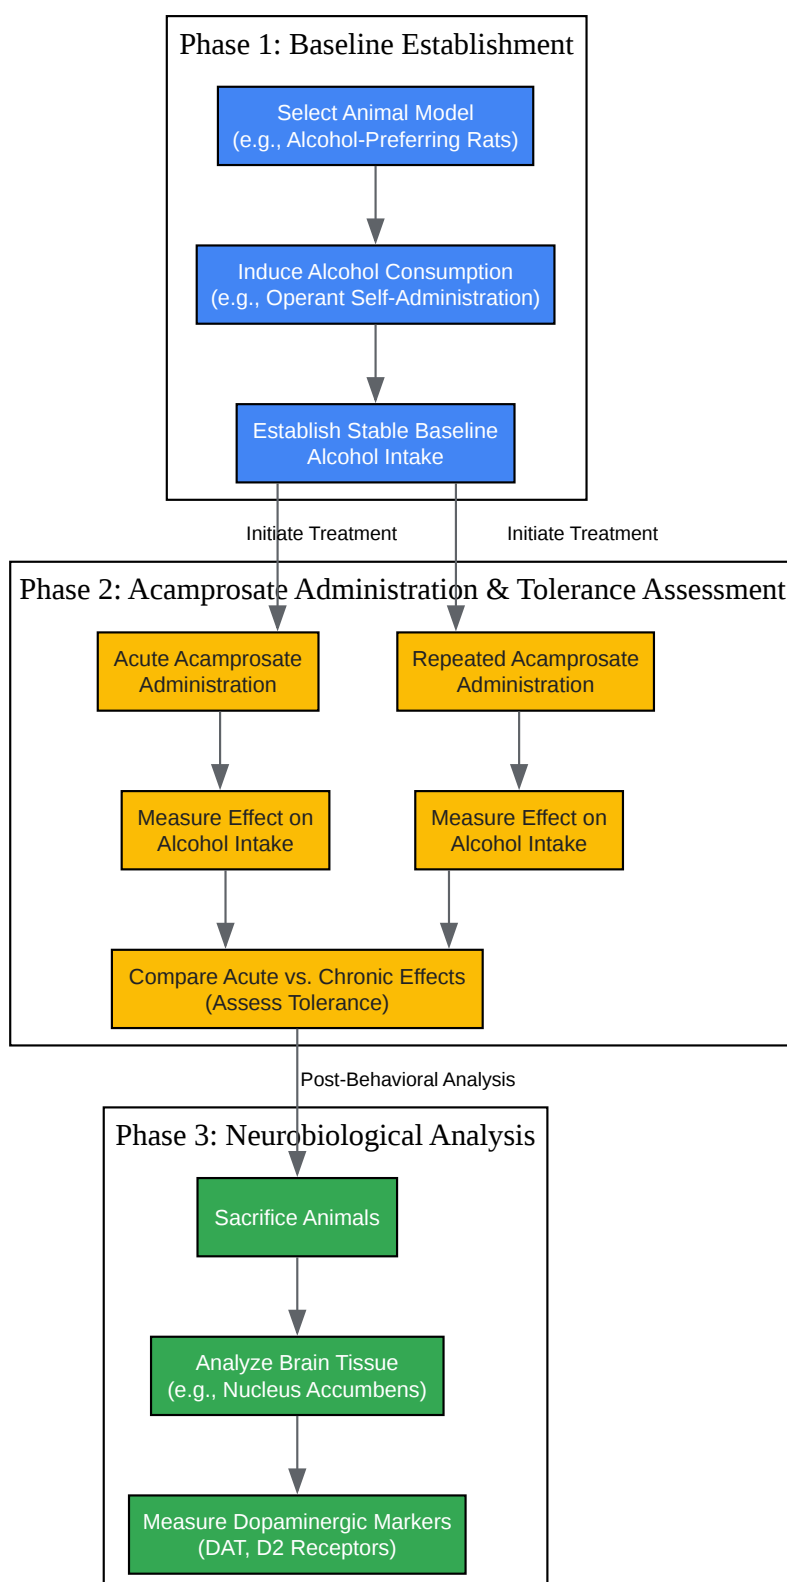 Phase 1: Baseline Establishment
Select Animal Model
(e.g., Alcohol-Preferring Rats)
Induce Alcohol Consumption
(e.g., Operant Self-Administration)
Establish Stable Baseline
Alcohol Intake
Initiate Treatment
Initiate Treatment
Phase 2: Acamprosate Administration & Tolerance Assessment
Acute Acamprosate
Administration
Repeated Acamprosate
Administration
Measure Effect on
Alcohol Intake
Measure Effect on
Alcohol Intake
Compare Acute vs. Chronic Effects
(Assess Tolerance)
Post-Behavioral Analysis
Phase 3: Neurobiological Analysis
Sacrifice Animals
Analyze Brain Tissue
(e.g., Nucleus Accumbens)
Measure Dopaminergic Markers
(DAT, D2 Receptors)